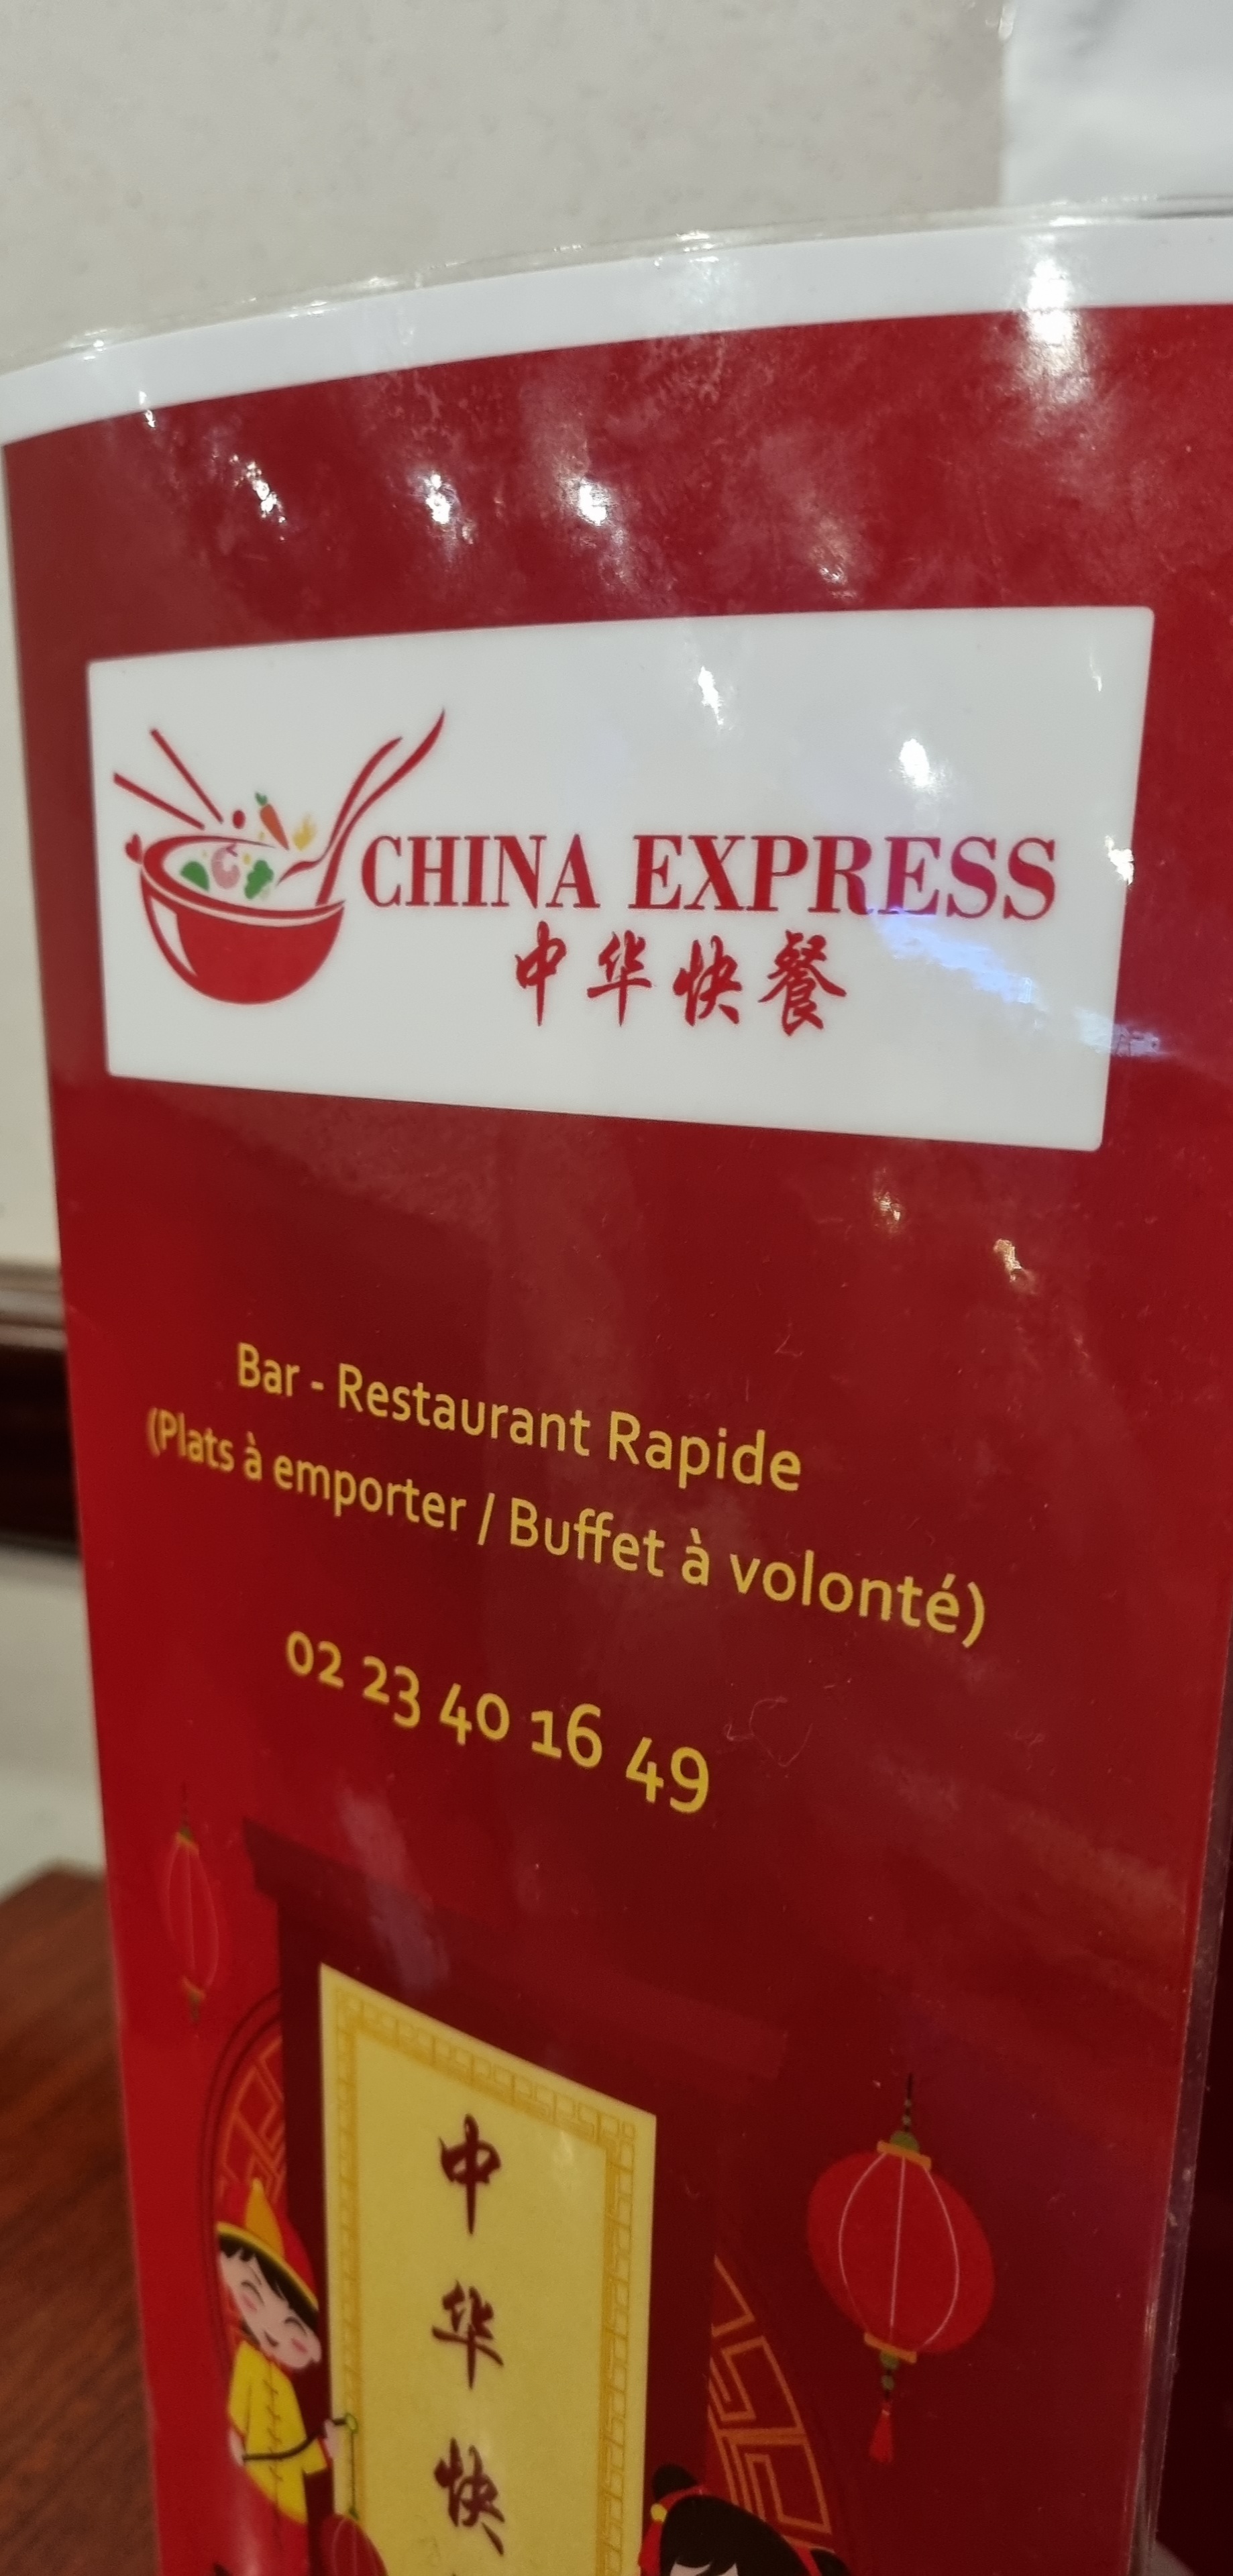 CHINA EXPRESS
中华快餐
Bar - Restaurant Rapide
(Plats à emporter / Buffet à volonté)
02 23 40 16 49
中
华
快